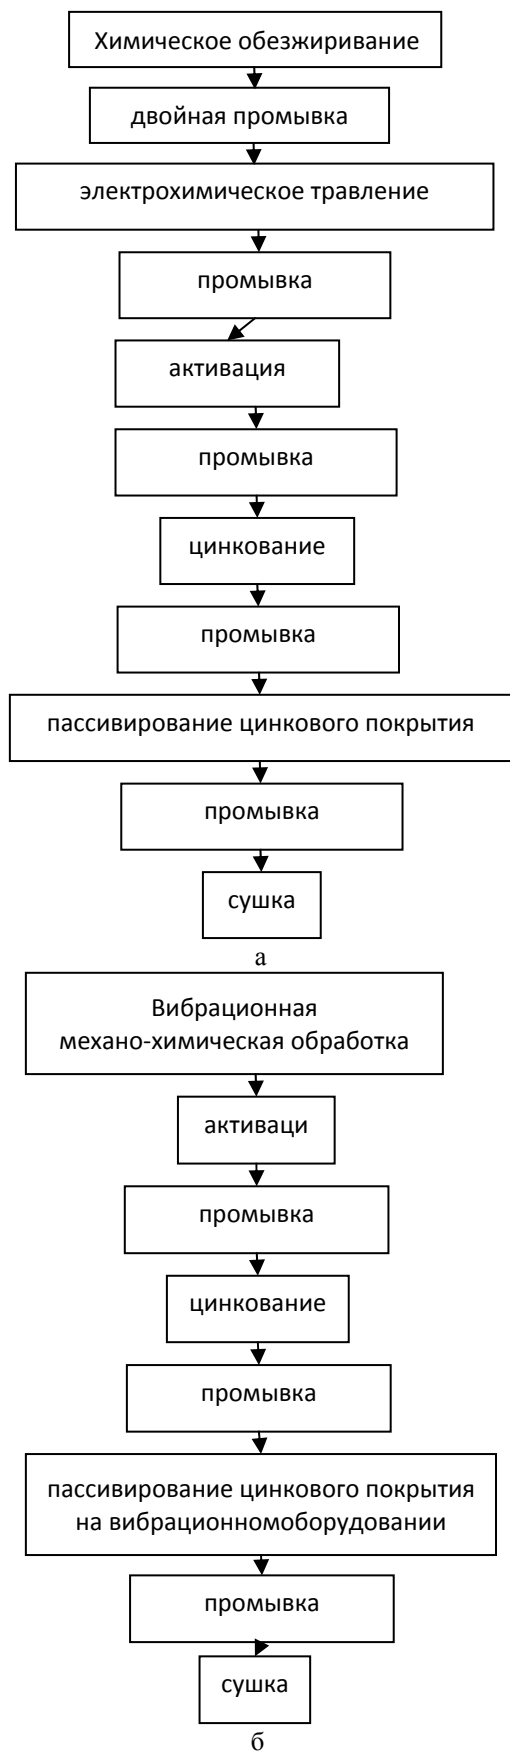 Химическое обезжиривание
двойная промывка
электрохимическое травление
промывка
активация
промывка
цинкование
промывка
пассивирование цинкового покрытия
промывка
сушка
а
Вибрационная
механо-химическая обработка
активаци
промывка
цинкование
промывка
пассивирование цинкового покрытия
на вибрационномоборудовании
промывка
сушка
б